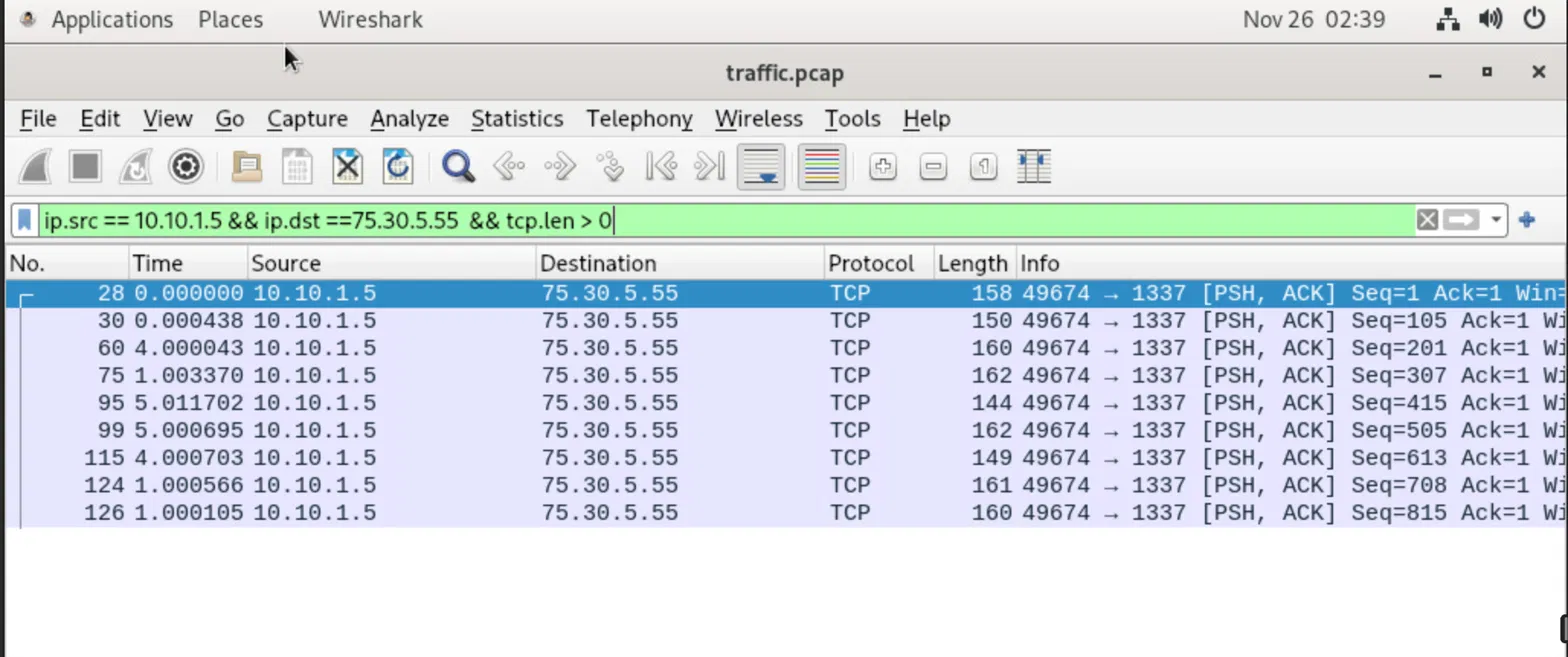 Applications Places Wireshark Nov 26 02:39
traffic.pcap
File Edit View Go Capture Analyze Statistics Telephony Wireless Tools Help
ip.src == 10.10.1.5 && ip.dst ==75.30.5.55 && tcp.len > 0
No. Time Source Destination Protocol Length Info
28 0.000000 10.10.1.5 75.30.5.55 TCP 158 49674 → 1337 [PSH, ACK] Seq=1 Ack=1 Win=
30 0.000438 10.10.1.5 75.30.5.55 TCP 150 49674 → 1337 [PSH, ACK] Seq=105 Ack=1 Wi
60 4.000043 10.10.1.5 75.30.5.55 TCP 160 49674 → 1337 [PSH, ACK] Seq=201 Ack=1 Wi
75 1.003370 10.10.1.5 75.30.5.55 TCP 162 49674 → 1337 [PSH, ACK] Seq=307 Ack=1 Wi
95 5.011702 10.10.1.5 75.30.5.55 TCP 144 49674 → 1337 [PSH, ACK] Seq=415 Ack=1 Wi
99 5.000695 10.10.1.5 75.30.5.55 TCP 162 49674 → 1337 [PSH, ACK] Seq=505 Ack=1 Wi
115 4.000703 10.10.1.5 75.30.5.55 TCP 149 49674 → 1337 [PSH, ACK] Seq=613 Ack=1 Wi
124 1.000566 10.10.1.5 75.30.5.55 TCP 161 49674 → 1337 [PSH, ACK] Seq=708 Ack=1 Wi
126 1.000105 10.10.1.5 75.30.5.55 TCP 160 49674 → 1337 [PSH, ACK] Seq=815 Ack=1 Wi